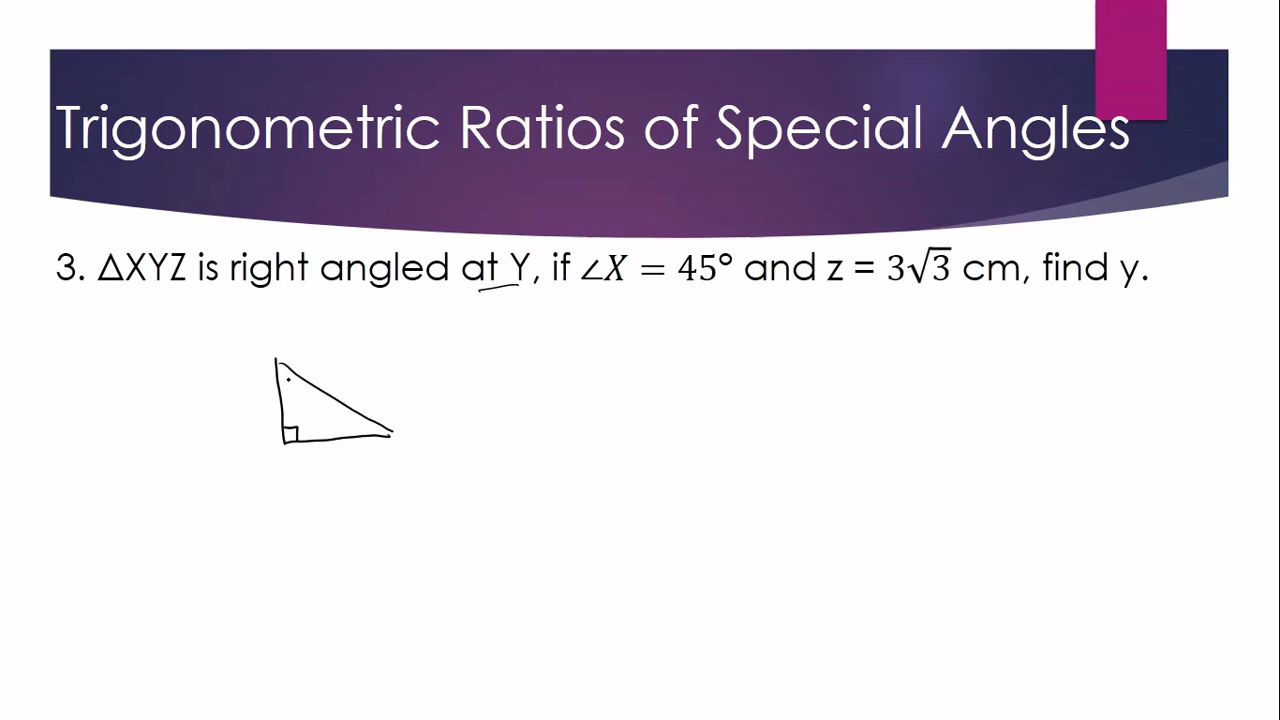 Trigonometric Ratios of Special Angles
3. ΔXYZ is right angled at Y, if ∠X = 45° and z = 3√3 cm, find y.